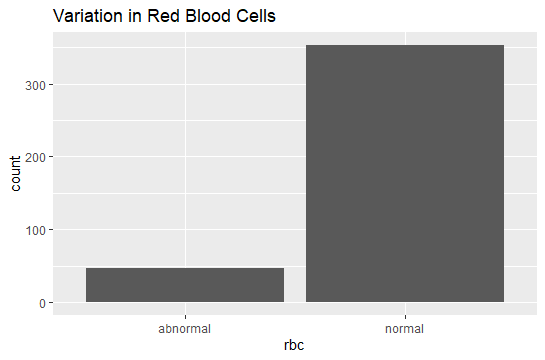 Variation in Red Blood Cells
count
300
200
100
0
abnormal normal
rbc